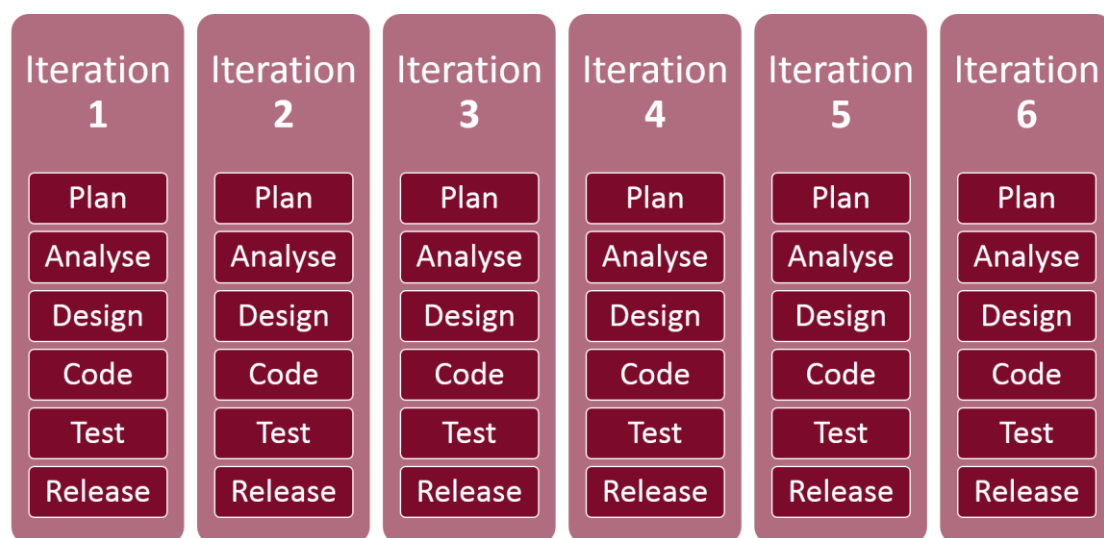 Iteration
1
Plan
Analyse
Design
Code
Test
Release
Iteration
2
Plan
Analyse
Design
Code
Test
Release
Iteration
3
Plan
Analyse
Design
Code
Test
Release
Iteration
4
Plan
Analyse
Design
Code
Test
Release
Iteration
5
Plan
Analyse
Design
Code
Test
Release
Iteration
6
Plan
Analyse
Design
Code
Test
Release